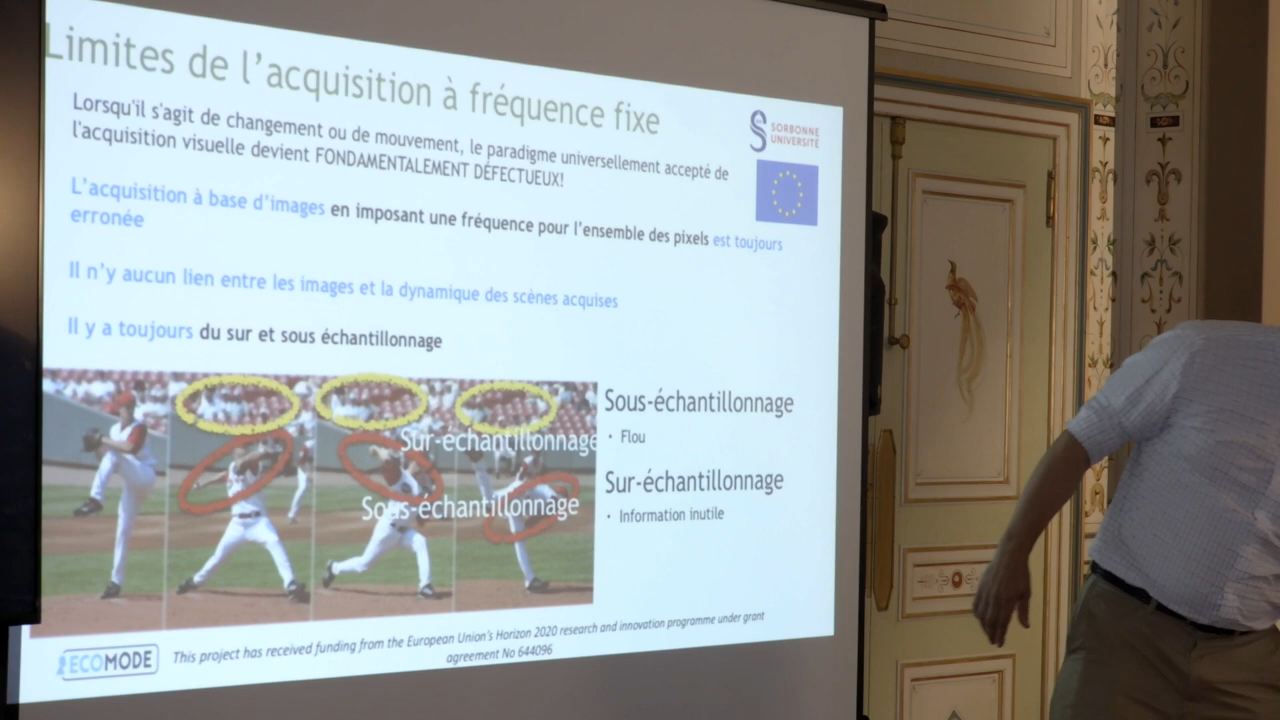 Limites de l'acquisition à fréquence fixe
Lorsqu'il s'agit de changement ou de mouvement, le paradigme universellement accepté de
l'acquisition visuelle devient FONDAMENTALEMENT DÉFECTUEUX!
SORBONNE
UNIVERSITÉ
L'acquisition à base d'images en imposant une fréquence pour l'ensemble des pixels est toujours
erronée
Il n'y aucun lien entre les images et la dynamique des scènes acquises
Il y a toujours du sur et sous échantillonnage
Sur-echantillonnage
Sous-échantillonnage
Sous-échantillonnage
• Flou
Sur-échantillonnage
• Information inutile
ECOMODE
This project has received funding from the European Union's Horizon 2020 research and innovation programme under grant
agreement No 644096